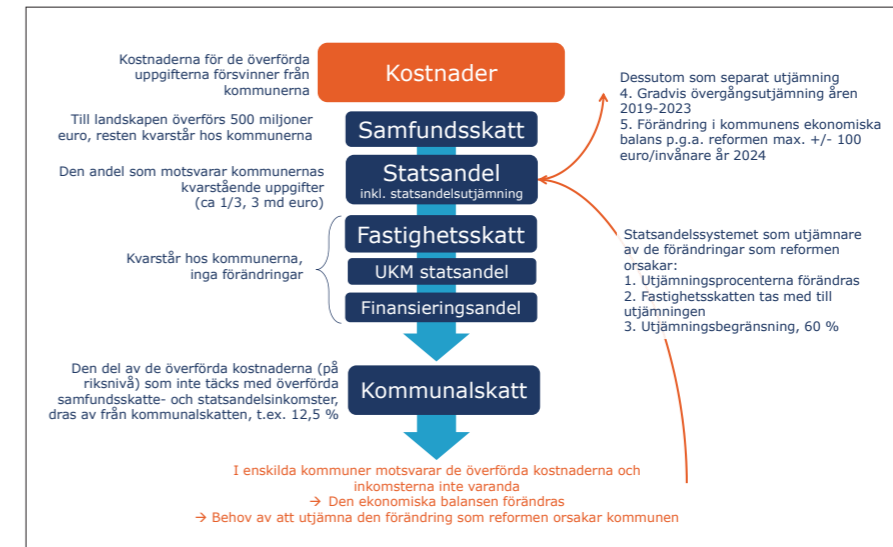 Kostnaderna för de överförda
uppgifterna försvinner från
kommunerna
Kostnader
Till landskapen överförs 500 miljoner
euro, resten kvarstår hos kommunerna
Samfundsskatt
Den andel som motsvarar kommunernas
kvarstående uppgifter
(ca 1/3, 3 md euro)
Statsandel
inkl. statsandelsutjämning
Fastighetsskatt
Kvarstår hos kommunerna,
inga förändringar
UKM statsandel
Finansieringsandel
Den del av de överförda kostnaderna (på
riksnivå) som inte täcks med överförda
samfundsskatte- och statsandelsinkomster,
dras av från kommunalskatten, t.ex. 12,5 %
Kommunalskatt
Dessutom som separat utjämning
4. Gradvis övergångsutjämning åren
2019-2023
5. Förändring i kommunens ekonomiska
balans p.g.a. reformen max. +/- 100
euro/invånare år 2024
Statsandelssystemet som utjämnare
av de förändringar som reformen
orsakar:
1. Utjämningsprocenterna förändras
2. Fastighetsskatten tas med till
utjämningen
3. Utjämningsbegränsning, 60 %
I enskilda kommuner motsvarar de överförda kostnaderna och
inkomsterna inte varanda
→ Den ekonomiska balansen förändras
→ Behov av att utjämna den förändring som reformen orsakar kommunen